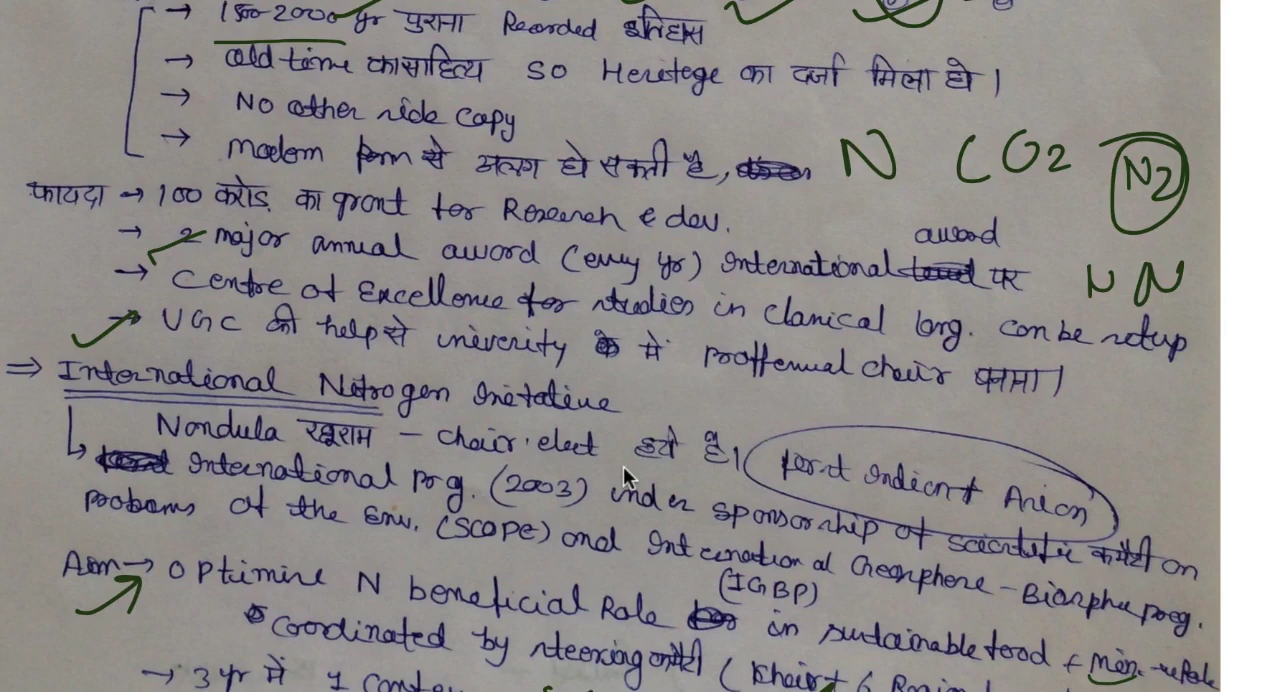 → 1500-2000 yr पुराना Recorded इतिहास
→ old time का साहित्य so Heritege का दर्जा मिला हो।
→ No other side copy
→ modern form से अलग हो सकती है,
N CO2 N2
फायदा → 100 करोड़ का grant for Research & dev.
→ 2 major annual award (every yr) International award पर
N N
→ Centre of Excellence for studies in classical lang. can be setup
→ UGC की help से university में professional chair बनाना।
⇒ International Nitrogen Initative
Nandula रघुराम – chair elect हुये है। first Indian + Asian
↳ International prog. (2003) under sponsorship of scientific कमेटी on
probems of the Env. (SCOPE) and International Geosphere – Biosphere prog.
(IGBP)
Aim → Optimise N beneficial Role in sustainable food + min.
Coordinated by steering कमेटी ( Chair + 6
→ 3 yr में 1